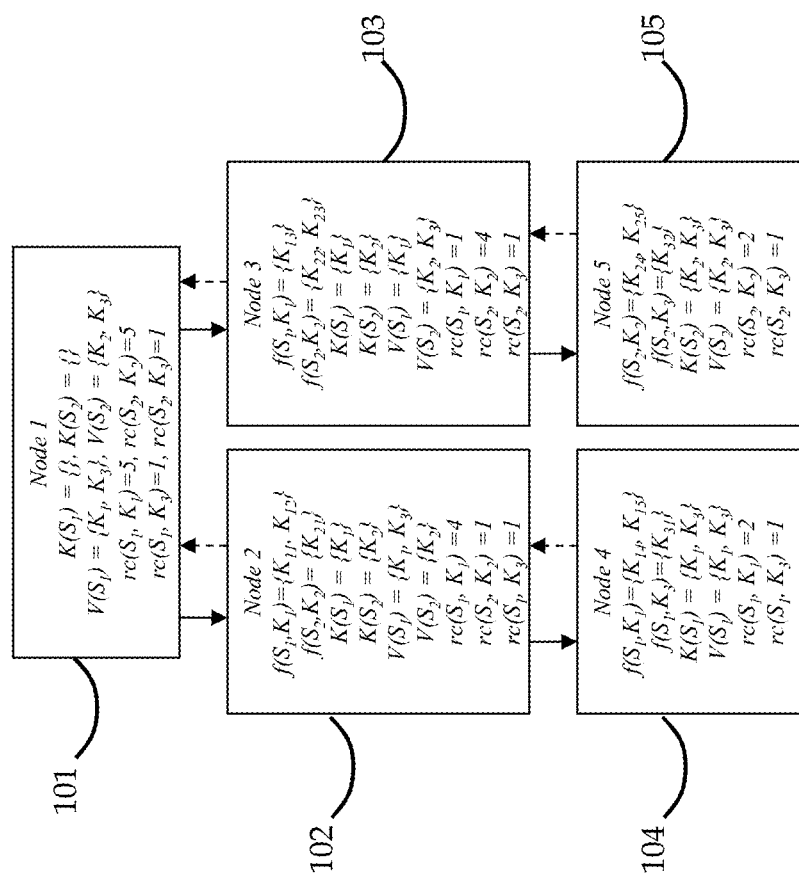 101
Node 1
K(S₁) = {}, K(S₂) = {}
V(S₁) = {K₁, K₃}, V(S₂) = {K₂, K₃}
rc(S₁, K₁)=5, rc(S₂, K₂)=5
rc(S₁, K₃)=1, rc(S₂, K₃)=1
102
Node 2
f(S₁,K₁)={K₁₁, K₁₂}
f(S₂,K₂)={K₂₁}
K(S₁) = {K₁}
K(S₂) = {K₂}
V(S₁) = {K₁, K₃}
V(S₂) = {K₂}
rc(S₁, K₁)=4
rc(S₂, K₂)=1
rc(S₁, K₃)=1
103
Node 3
f(S₁,K₁)={K₁₃}
f(S₂,K₂)={K₂₂, K₂₃}
K(S₁) = {K₁}
K(S₂) = {K₂}
V(S₁) = {K₁}
V(S₂) = {K₂, K₃}
rc(S₁, K₁)=1
rc(S₂, K₂)=4
rc(S₂, K₃)=1
104
Node 4
f(S₁,K₁)={K₁₄, K₁₅}
f(S₁,K₃)={K₃₁}
K(S₁) = {K₁, K₃}
V(S₁) = {K₁, K₃}
rc(S₁, K₁)=2
rc(S₁, K₃)=1
105
Node 5
f(S₂,K₂)={K₂₄, K₂₅}
f(S₂,K₃)={K₃₂}
K(S₂) = {K₂, K₃}
V(S₂) = {K₂, K₃}
rc(S₂, K₂)=2
rc(S₂, K₃)=1